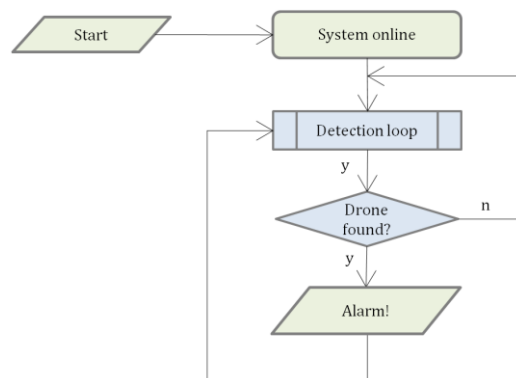 Start
System online
Detection loop
y
Drone
found?
n
y
Alarm!